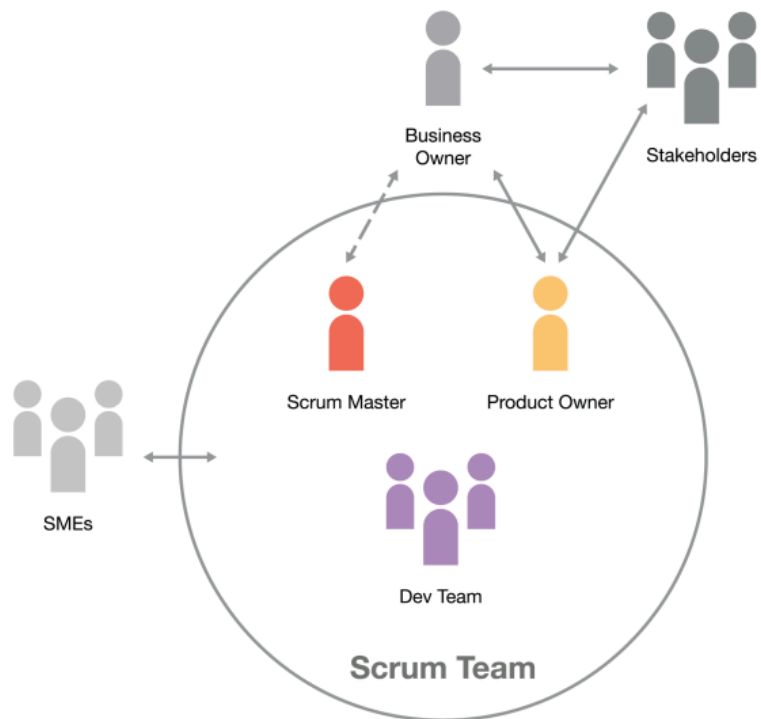 Business
Owner
Stakeholders
Scrum Master
Product Owner
SMEs
Dev Team
Scrum Team